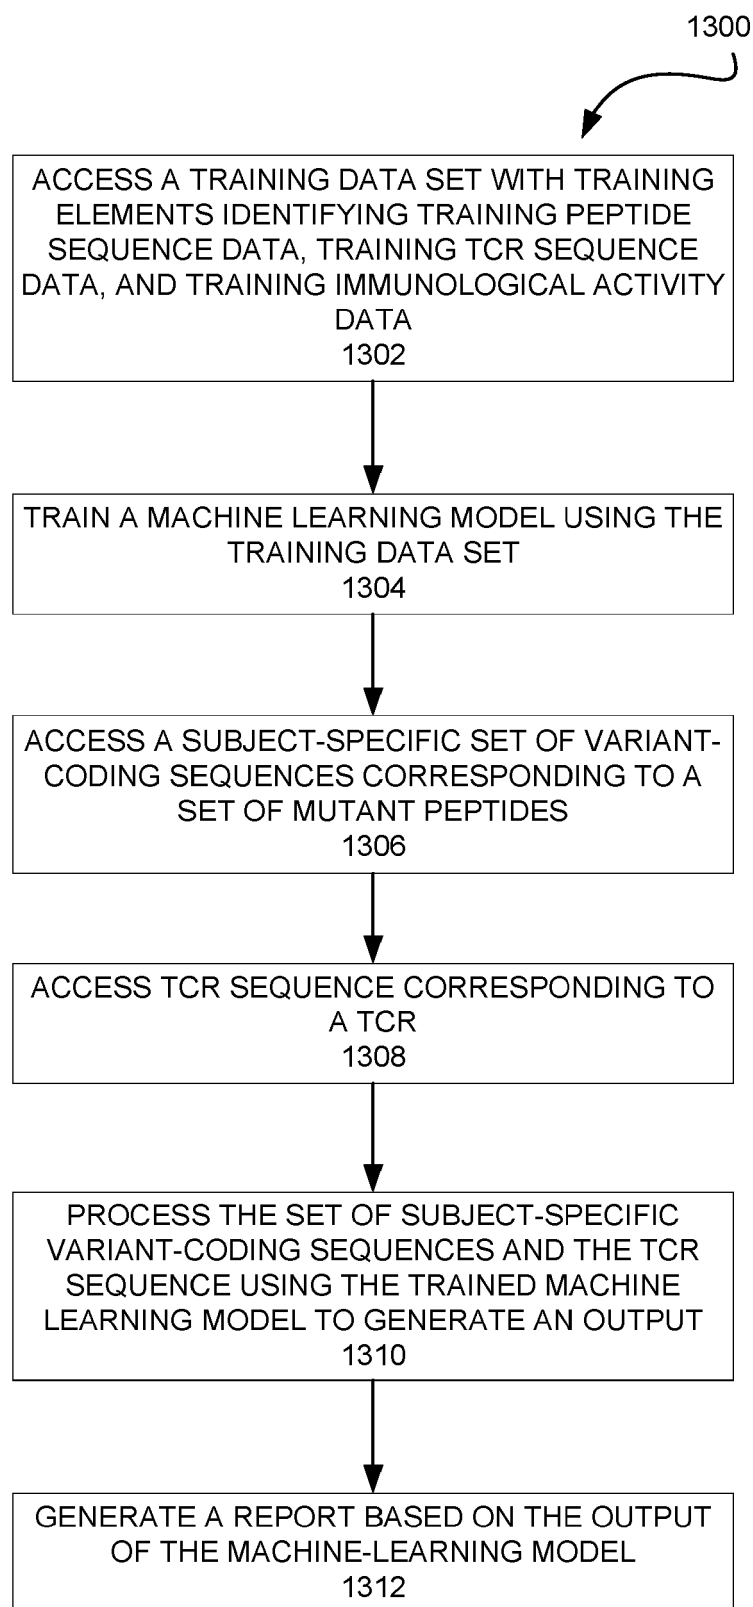 1300
ACCESS A TRAINING DATA SET WITH TRAINING
ELEMENTS IDENTIFYING TRAINING PEPTIDE
SEQUENCE DATA, TRAINING TCR SEQUENCE
DATA, AND TRAINING IMMUNOLOGICAL ACTIVITY
DATA
1302
TRAIN A MACHINE LEARNING MODEL USING THE
TRAINING DATA SET
1304
ACCESS A SUBJECT-SPECIFIC SET OF VARIANT-
CODING SEQUENCES CORRESPONDING TO A
SET OF MUTANT PEPTIDES
1306
ACCESS TCR SEQUENCE CORRESPONDING TO
A TCR
1308
PROCESS THE SET OF SUBJECT-SPECIFIC
VARIANT-CODING SEQUENCES AND THE TCR
SEQUENCE USING THE TRAINED MACHINE
LEARNING MODEL TO GENERATE AN OUTPUT
1310
GENERATE A REPORT BASED ON THE OUTPUT
OF THE MACHINE-LEARNING MODEL
1312